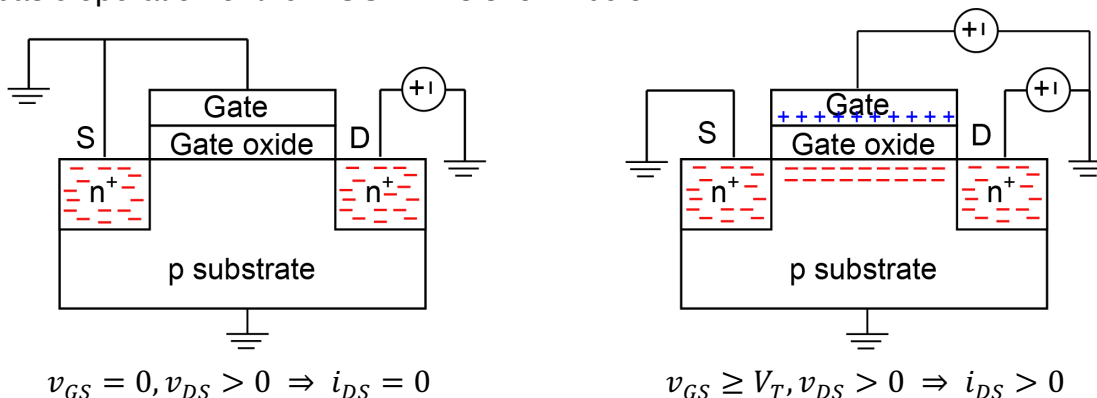 + -
S
Gate
Gate oxide
D
n+
n+
p substrate
v_GS = 0, v_DS > 0 ⇒ i_DS = 0
+ -
+ -
S
Gate
+ + + + + + + + + +
Gate oxide
D
n+
n+
p substrate
v_GS ≥ V_T, v_DS > 0 ⇒ i_DS > 0